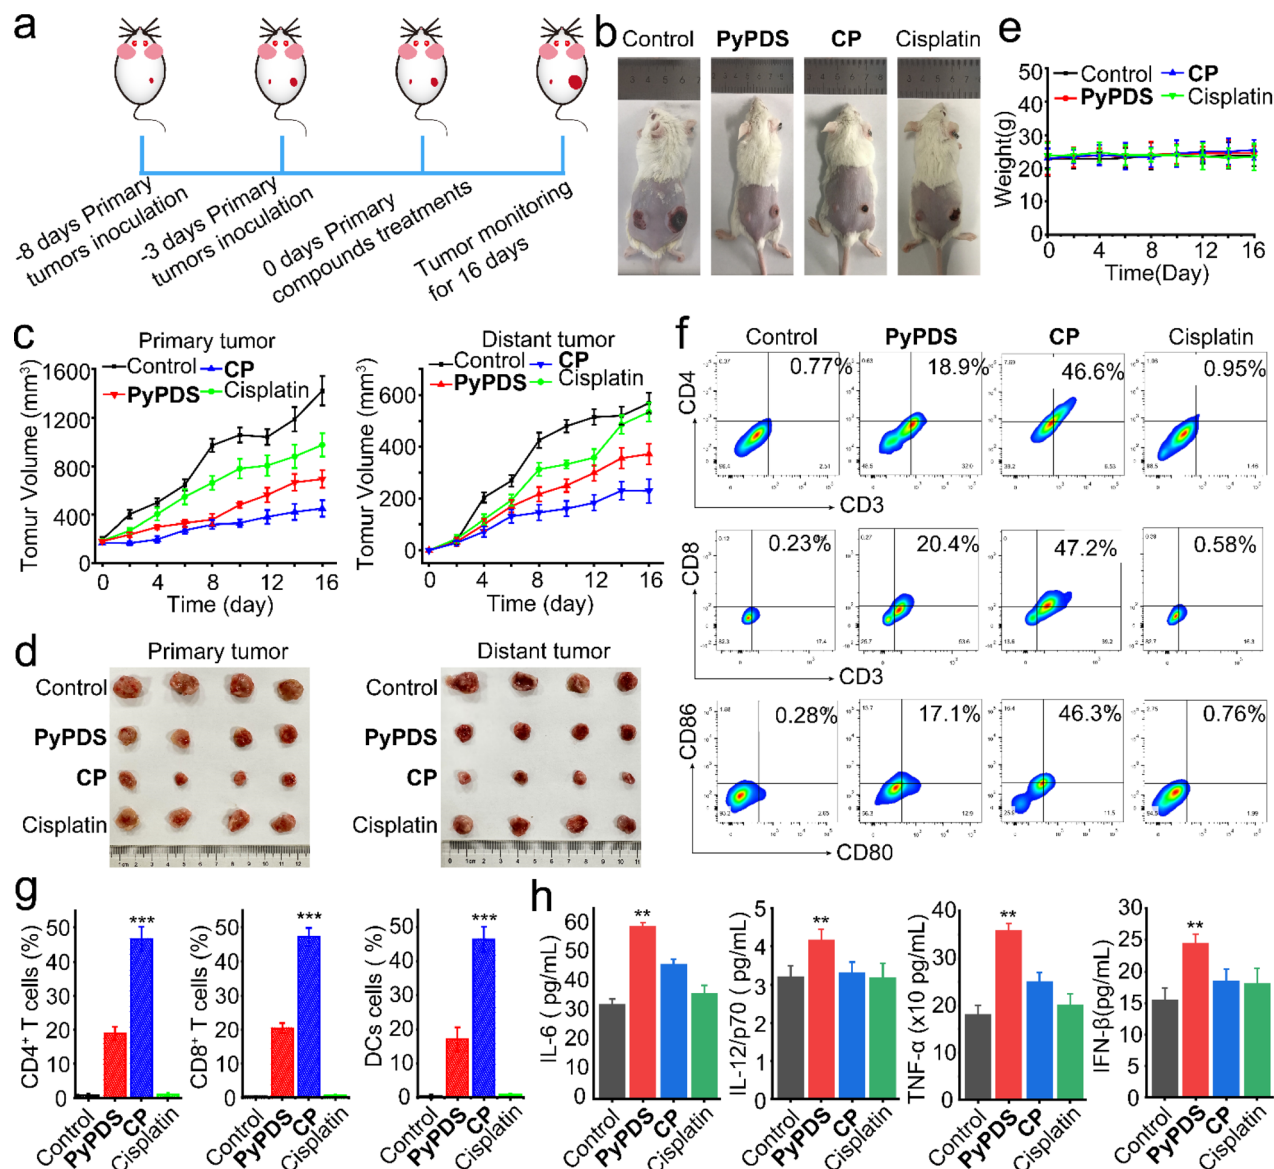 a
-8 days Primary
tumors inoculation
-3 days Primary
tumors inoculation
0 days Primary
compounds treatments
Tumor monitoring
for 16 days
b
Control PyPDS CP Cisplatin
e
Control CP
PyPDS Cisplatin
Weight(g)
50
40
30
20
10
0
0 4 8 12 16
Time(Day)
c
Primary tumor
Control CP
PyPDS Cisplatin
Tomur Volume (mm³)
1600
1200
800
400
0
0 2 4 6 8 10 12 14 16
Time (day)
Distant tumor
Control CP
PyPDS Cisplatin
Tomur Volume (mm³)
600
400
200
0
0 4 8 12 16
Time (day)
d
Primary tumor
Control
PyPDS
CP
Cisplatin
Distant tumor
Control
PyPDS
CP
Cisplatin
f
Control PyPDS CP Cisplatin
CD4
0.77% 18.9% 46.6% 0.95%
CD3
CD8
0.23% 20.4% 47.2% 0.58%
CD3
CD86
0.28% 17.1% 46.3% 0.76%
CD80
g
CD4⁺ T cells (%)
50
40
30
20
10
0
***
Control PyPDS CP Cisplatin
CD8⁺ T cells (%)
50
40
30
20
10
0
***
Control PyPDS CP Cisplatin
DCs cells ( %)
50
40
30
20
10
0
***
Control PyPDS CP Cisplatin
h
IL-6 ( pg/mL)
60
50
40
30
20
10
0
**
Control PyPDS CP Cisplatin
IL-12/p70 ( pg/mL)
5
4
3
2
1
0
**
Control PyPDS CP Cisplatin
TNF-α (x10 pg/mL)
40
30
20
10
0
**
Control PyPDS CP Cisplatin
IFN-β(pg/mL)
30
25
20
15
10
5
0
**
Control PyPDS CP Cisplatin